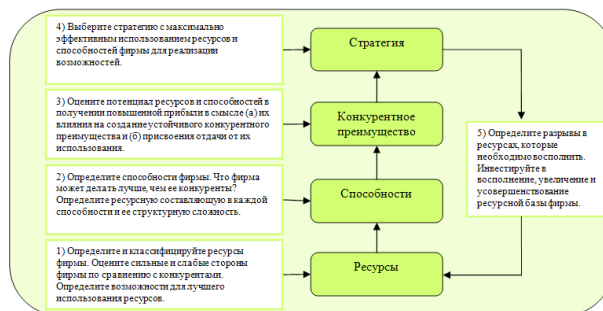 4) Выберите стратегию с максимально
эффективным использованием ресурсов и
способностей фирмы для реализации
возможностей.
Стратегия
3) Оцените потенциал ресурсов и способностей в
получении повышенной прибыли в смысле (а) их
влияния на создание устойчивого конкурентного
преимущества и (б) присвоения отдачи от их
использования.
Конкурентное
преимущество
2) Определите способности фирмы. Что фирма
может делать лучше, чем ее конкуренты?
Определите ресурсную составляющую в каждой
способности и ее структурную сложность.
Способности
1) Определите и классифицируйте ресурсы
фирмы. Оцените сильные и слабые стороны
фирмы по сравнению с конкурентами.
Определите возможности для лучшего
использования ресурсов.
Ресурсы
5) Определите разрывы в
ресурсах, которые
необходимо восполнить.
Инвестируйте в
восполнение, увеличение и
усовершенствование
ресурсной базы фирмы.